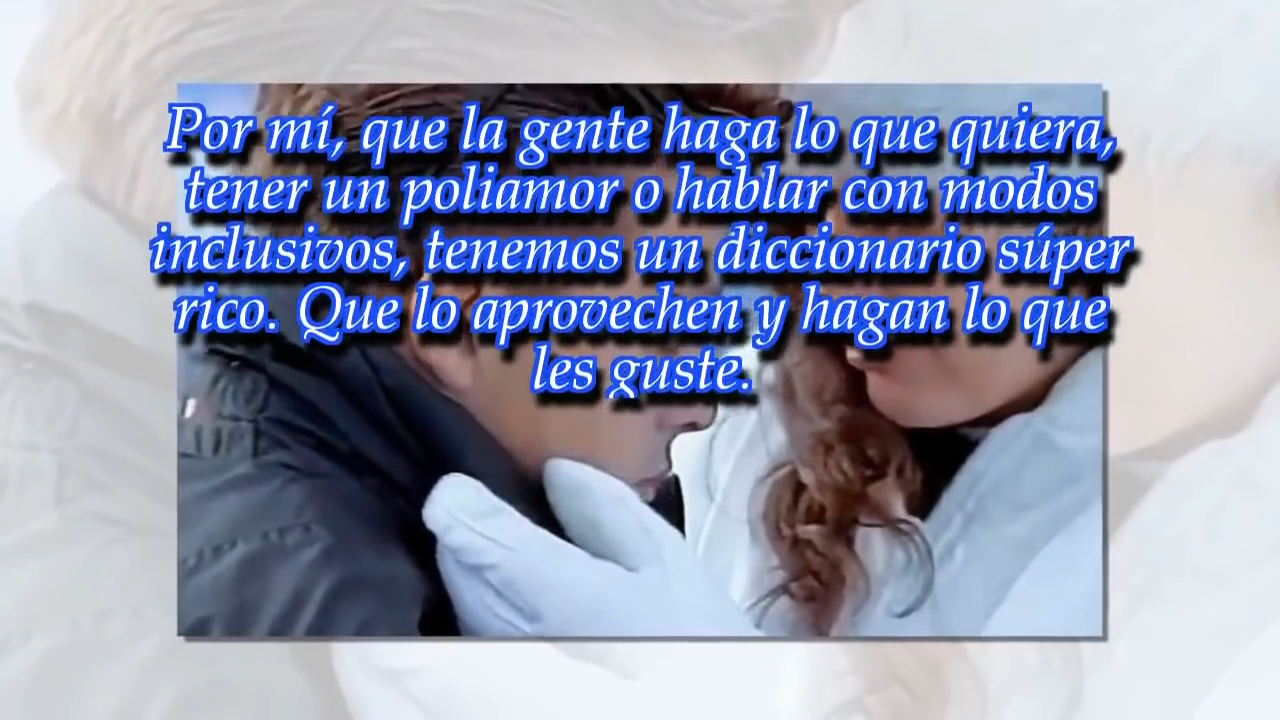 Por mí, que la gente haga lo que quiera,
tener un poliamor o hablar con modos
inclusivos, tenemos un diccionario súper
rico. Que lo aprovechen y hagan lo que
les guste.